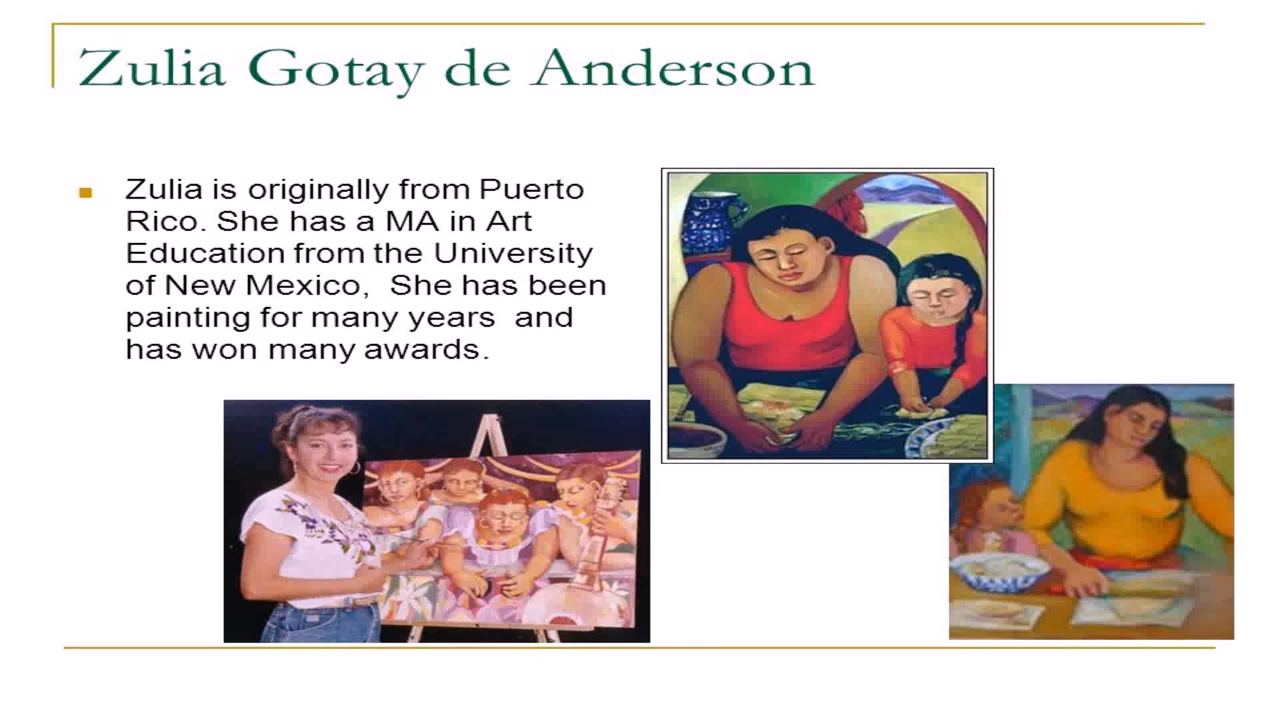 Zulia Gotay de Anderson
Zulia is originally from Puerto
Rico. She has a MA in Art
Education from the University
of New Mexico,  She has been
painting for many years  and
has won many awards.